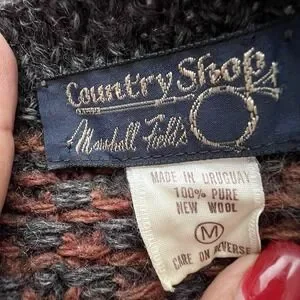 Country Shop
Marshall Field's
MADE IN URUGUAY
100% PURE
NEW WOOL
M
CARE ON REVERSE